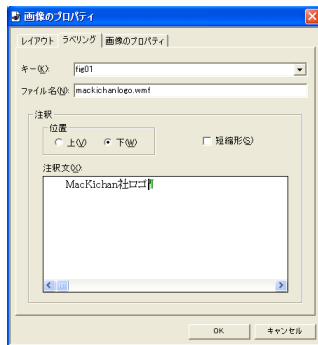 画像のプロパティ
レイアウト ラベリング 画像のプロパティ
キー(K): fig01
ファイル名(N): mackichanlogo.wmf
注釈
位置
上(V) 下(W) 短縮形(S)
注釈文(X):
MacKichan社ロゴ
OK キャンセル